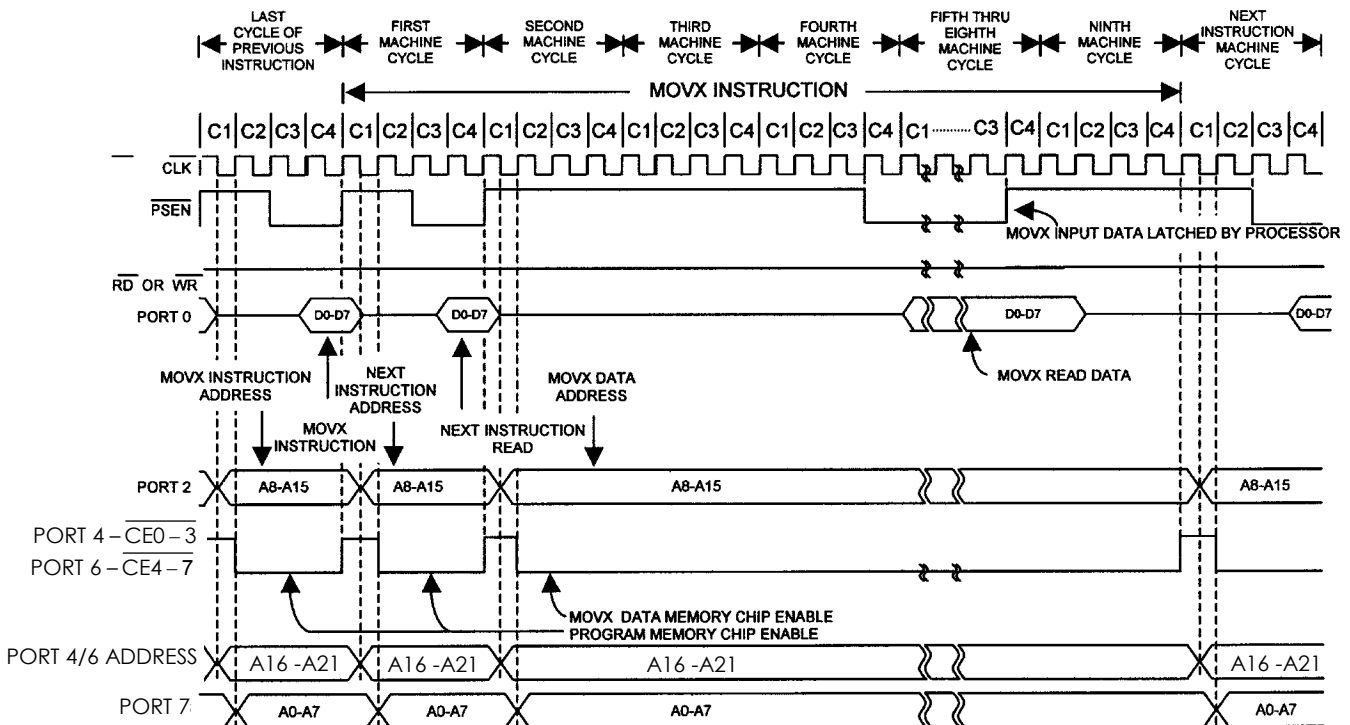 LAST CYCLE OF PREVIOUS INSTRUCTION
FIRST MACHINE CYCLE
SECOND MACHINE CYCLE
THIRD MACHINE CYCLE
FOURTH MACHINE CYCLE
FIFTH THRU EIGHTH MACHINE CYCLE
NINTH MACHINE CYCLE
NEXT INSTRUCTION MACHINE CYCLE
MOVX INSTRUCTION
C1 C2 C3 C4 C1 C2 C3 C4 C1 C2 C3 C4 C1 C2 C3 C4 C1 C2 C3 C4 C1 ········· C3 C4 C1 C2 C3 C4 C1 C2 C3 C4
CLK
PSEN
MOVX INPUT DATA LATCHED BY PROCESSOR
RD OR WR
PORT 0 D0-D7 D0-D7 D0-D7 D0-D7
MOVX INSTRUCTION ADDRESS
NEXT INSTRUCTION ADDRESS
MOVX DATA ADDRESS
MOVX READ DATA
MOVX INSTRUCTION
NEXT INSTRUCTION READ
PORT 2 A8-A15 A8-A15 A8-A15 A8-A15
PORT 4 – CE0 – 3
PORT 6 – CE4 – 7
MOVX DATA MEMORY CHIP ENABLE
PROGRAM MEMORY CHIP ENABLE
PORT 4/6 ADDRESS A16 -A21 A16 -A21 A16 -A21 A16 -A21
PORT 7 A0-A7 A0-A7 A0-A7 A0-A7